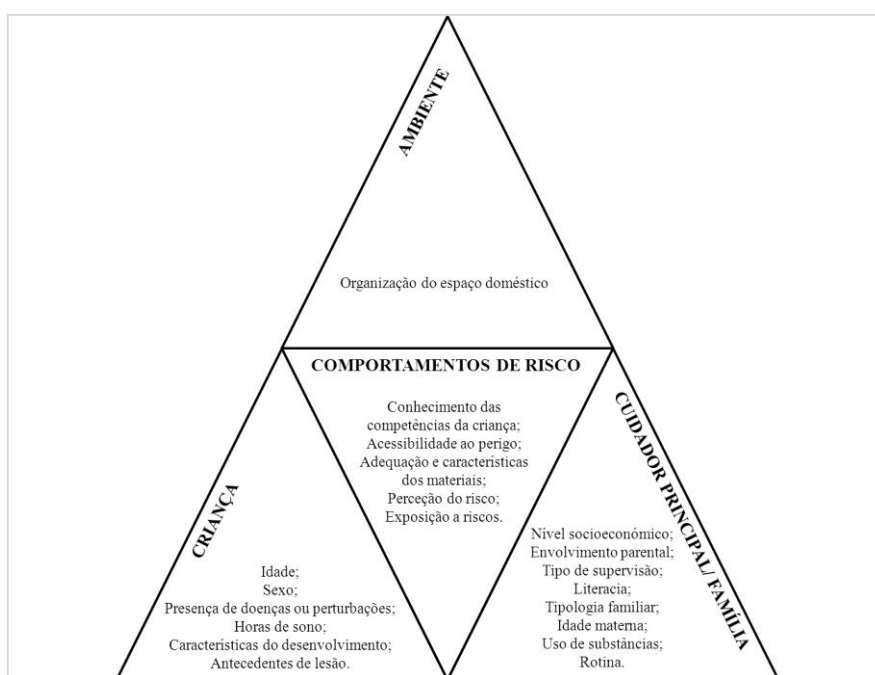 AMBIENTE
Organização do espaço doméstico
COMPORTAMENTOS DE RISCO
Conhecimento das
competências da criança;
Acessibilidade ao perigo;
Adequação e características
dos materiais;
Perceção do risco;
Exposição a riscos.
CRIANÇA
Idade;
Sexo;
Presença de doenças ou perturbações;
Horas de sono;
Características do desenvolvimento;
Antecedentes de lesão.
CUIDADOR PRINCIPAL/ FAMÍLIA
Nível socioeconómico;
Envolvimento parental;
Tipo de supervisão;
Literacia;
Tipologia familiar;
Idade materna;
Uso de substâncias;
Rotina.